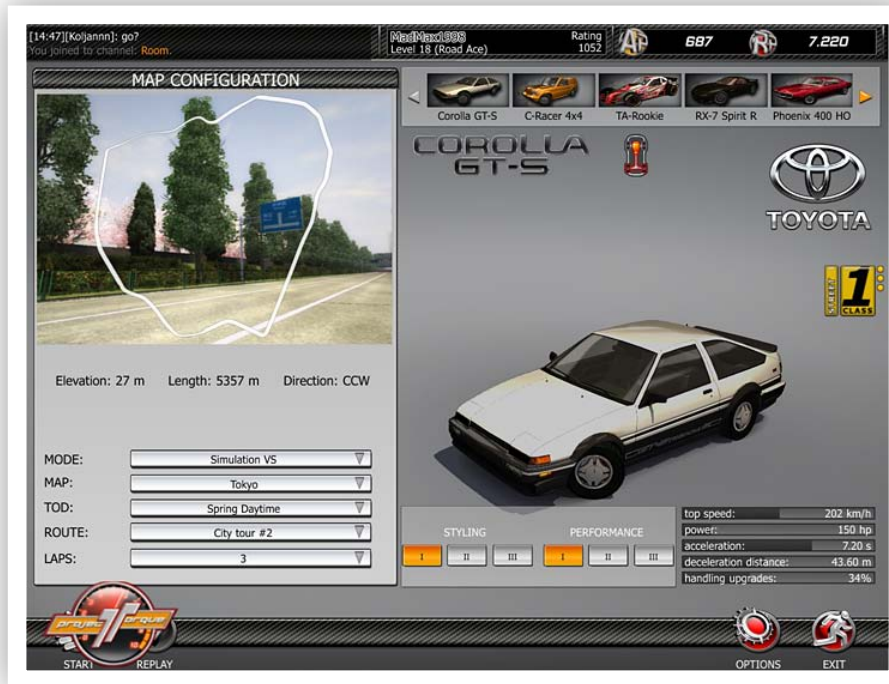 [14:47][Koljannn]: go?
You joined to channel: Room.
MadMax1998
Level 18 (Road Ace)
Rating
1052
687
7.220
MAP CONFIGURATION
Corolla GT-S
C-Racer 4x4
TA-Rookie
RX-7 Spirit R
Phoenix 400 HO
COROLLA
GT-S
TOYOTA
STREET
1
CLASS
Elevation: 27 m
Length: 5357 m
Direction: CCW
MODE:
Simulation VS
MAP:
Tokyo
TOD:
Spring Daytime
ROUTE:
City tour #2
LAPS:
3
STYLING
I
II
III
PERFORMANCE
I
II
III
top speed:
202 km/h
power:
150 hp
acceleration:
7.20 s
deceleration distance:
43.60 m
handling upgrades:
34%
project torque
START
REPLAY
OPTIONS
EXIT